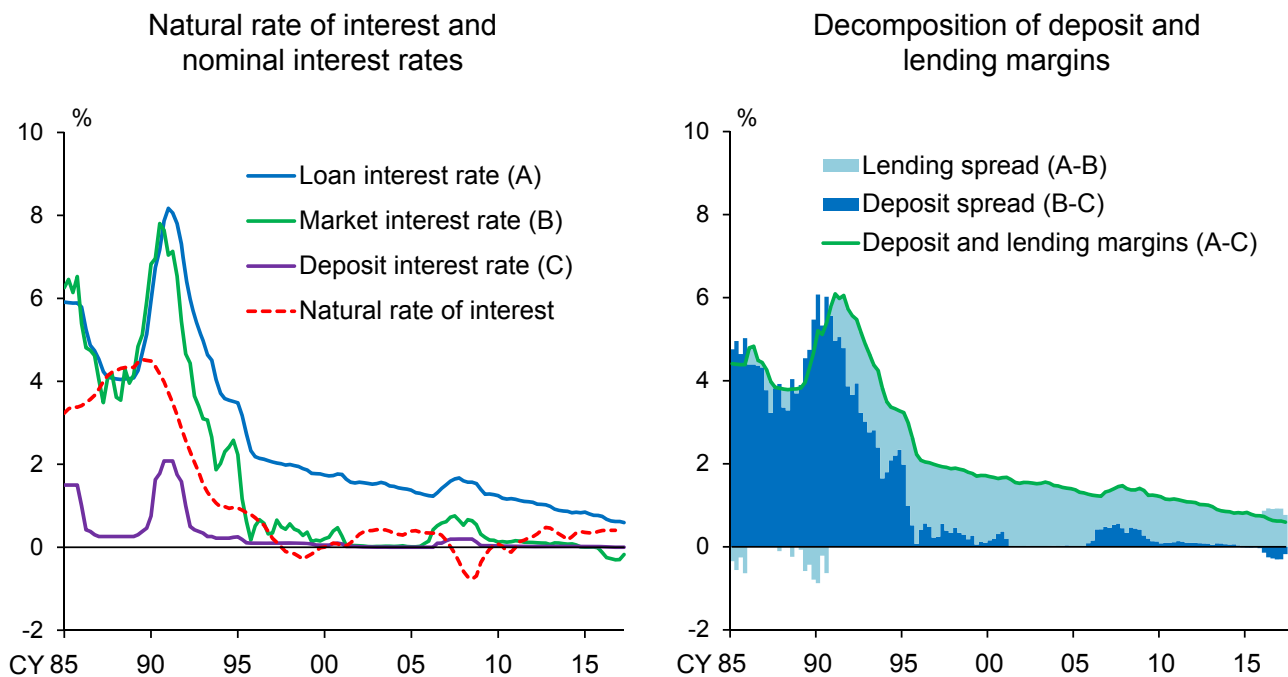 Natural rate of interest and
nominal interest rates
%
10
8
6
4
2
0
-2
Loan interest rate (A)
Market interest rate (B)
Deposit interest rate (C)
Natural rate of interest
CY 85 90 95 00 05 10 15
Decomposition of deposit and
lending margins
%
10
8
6
4
2
0
-2
Lending spread (A-B)
Deposit spread (B-C)
Deposit and lending margins (A-C)
CY 85 90 95 00 05 10 15